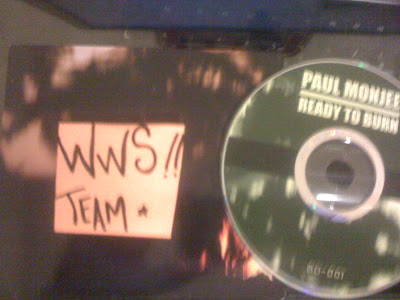 WWS!!
TEAM *
PAUL MONJEE
READY TO BURN